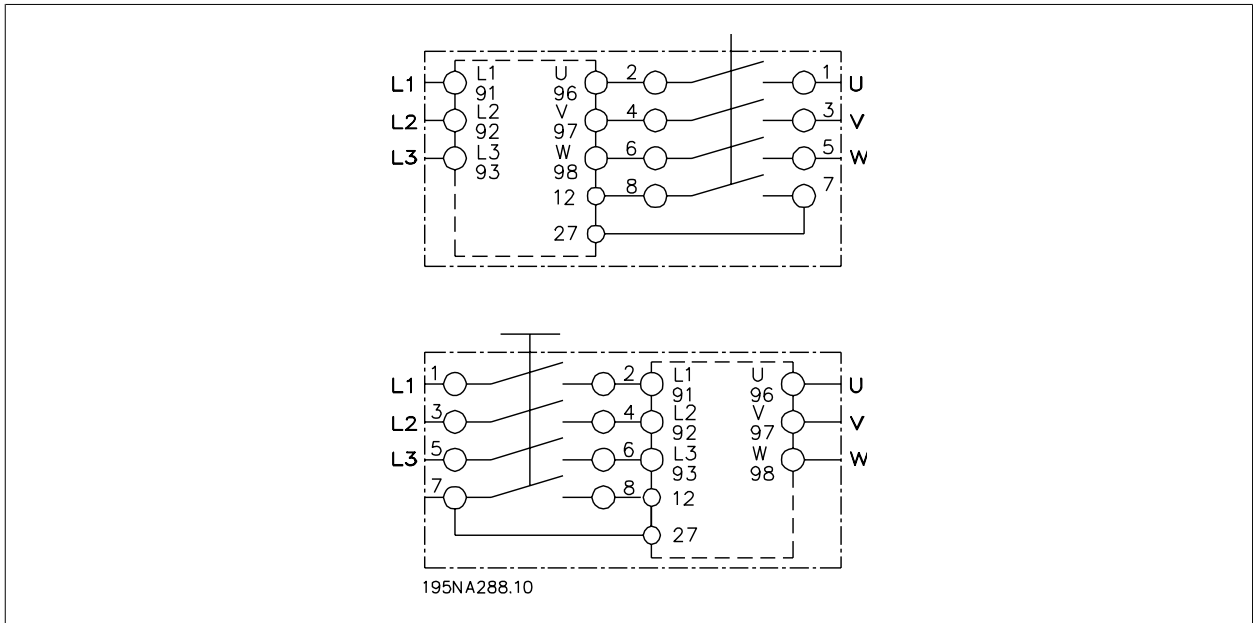 L1 L1 U 2 1 U
91 96
L2 L2 V 4 3 V
92 97
L3 L3 W 6 5 W
93 98
12 8 7
27
L1 1 2 L1 U U
91 96
L2 3 4 L2 V V
92 97
L3 5 6 L3 W W
93 98
7 8 12
27
195NA288.10